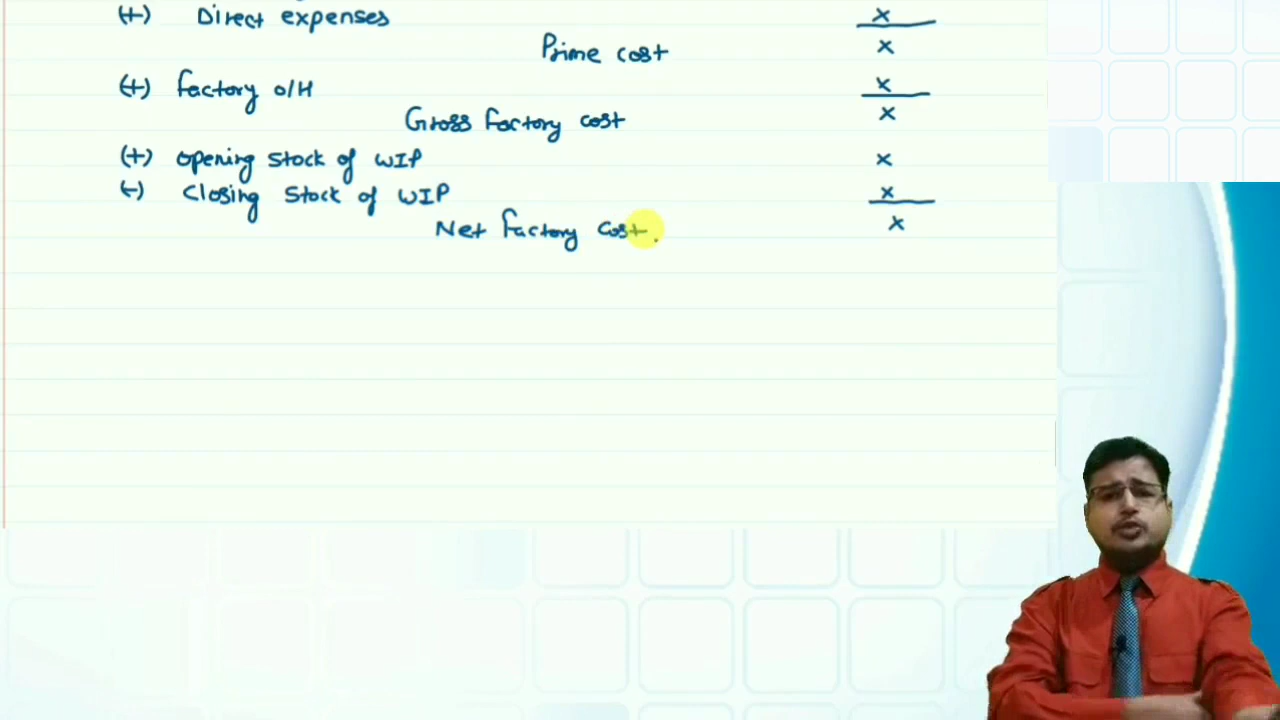 (+) Direct expenses x
Prime cost x
(+) factory o/H x
Gross factory cost x
(+) opening stock of WIP x
(-) closing stock of WIP x
Net factory cost. x